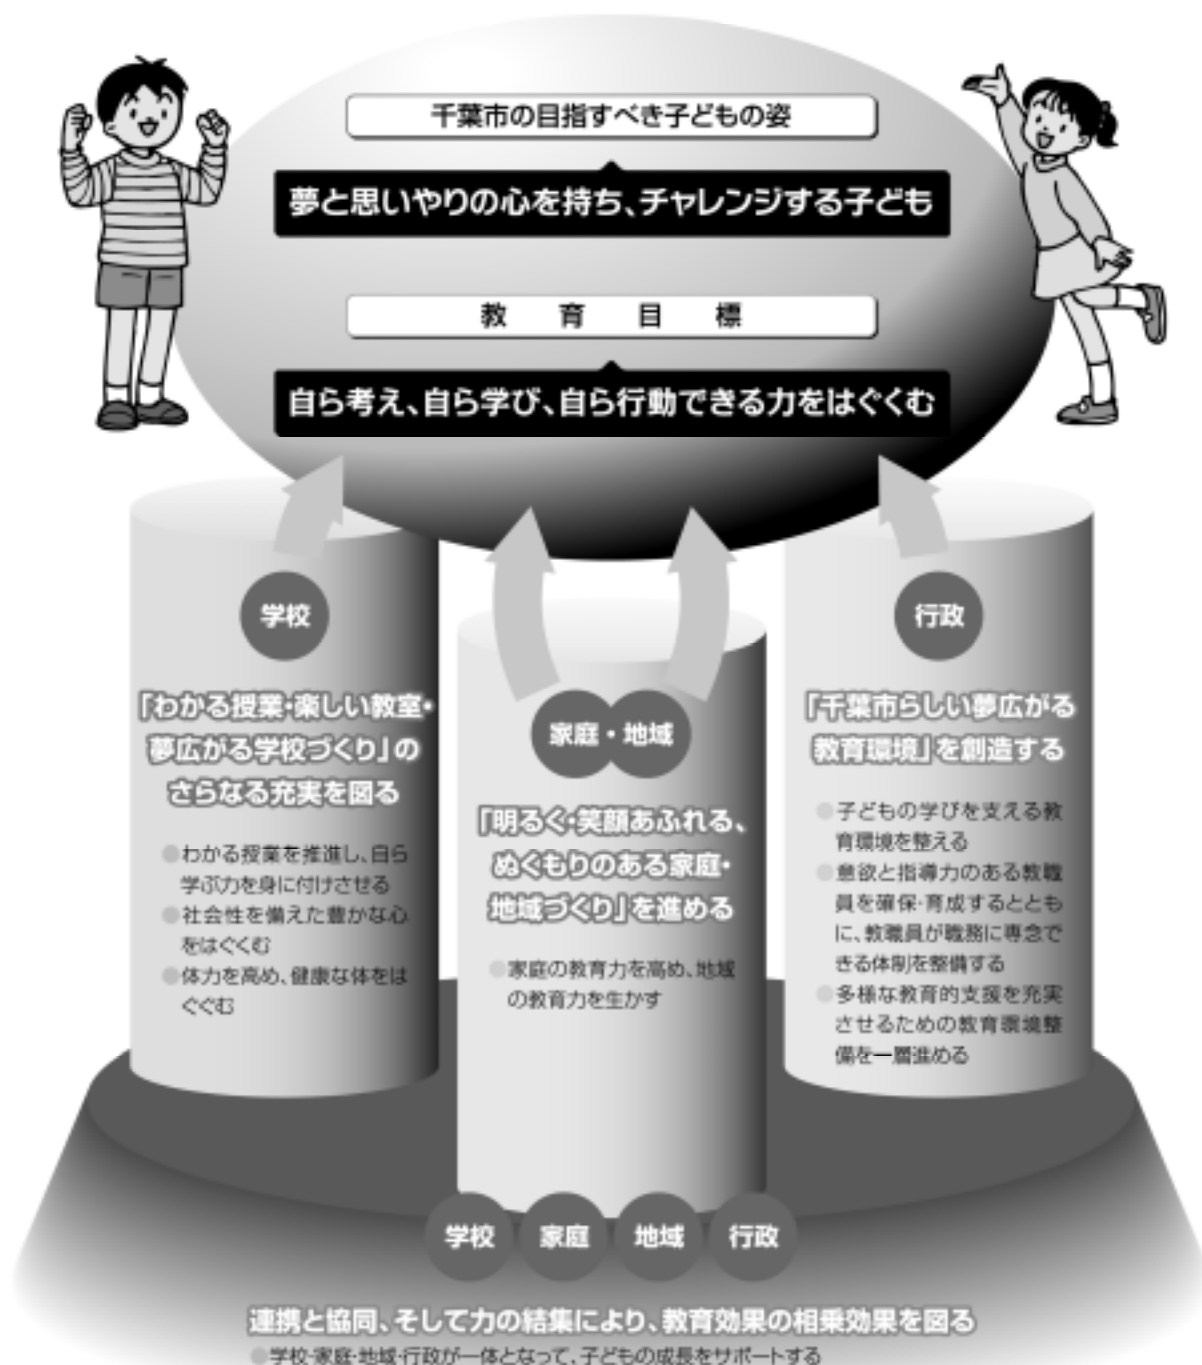 千葉市の目指すべき子どもの姿
夢と思いやりの心を持ち、チャレンジする子ども
教育目標
自ら考え、自ら学び、自ら行動できる力をはぐくむ
学校
「わかる授業・楽しい教室・
夢広がる学校づくり」の
さらなる充実を図る
●わかる授業を推進し、自ら
学ぶ力を身に付けさせる
●社会性を備えた豊かな心
をはぐくむ
●体力を高め、健康な体をは
ぐぐむ
家庭・地域
「明るく・笑顔あふれる、
ぬくもりのある家庭・
地域づくり」を進める
●家庭の教育力を高め、地域
の教育力を生かす
行政
「千葉市らしい夢広がる
教育環境」を創造する
●子どもの学びを支える教
育環境を整える
●意欲と指導力のある教職
員を確保・育成するととも
に、教職員が職務に専念で
きる体制を整備する
●多様な教育的支援を充実
させるための教育環境整
備を一層進める
学校 家庭 地域 行政
連携と協同、そして力の結集により、教育効果の相乗効果を図る
●学校・家庭・地域・行政が一体となって、子どもの成長をサポートする